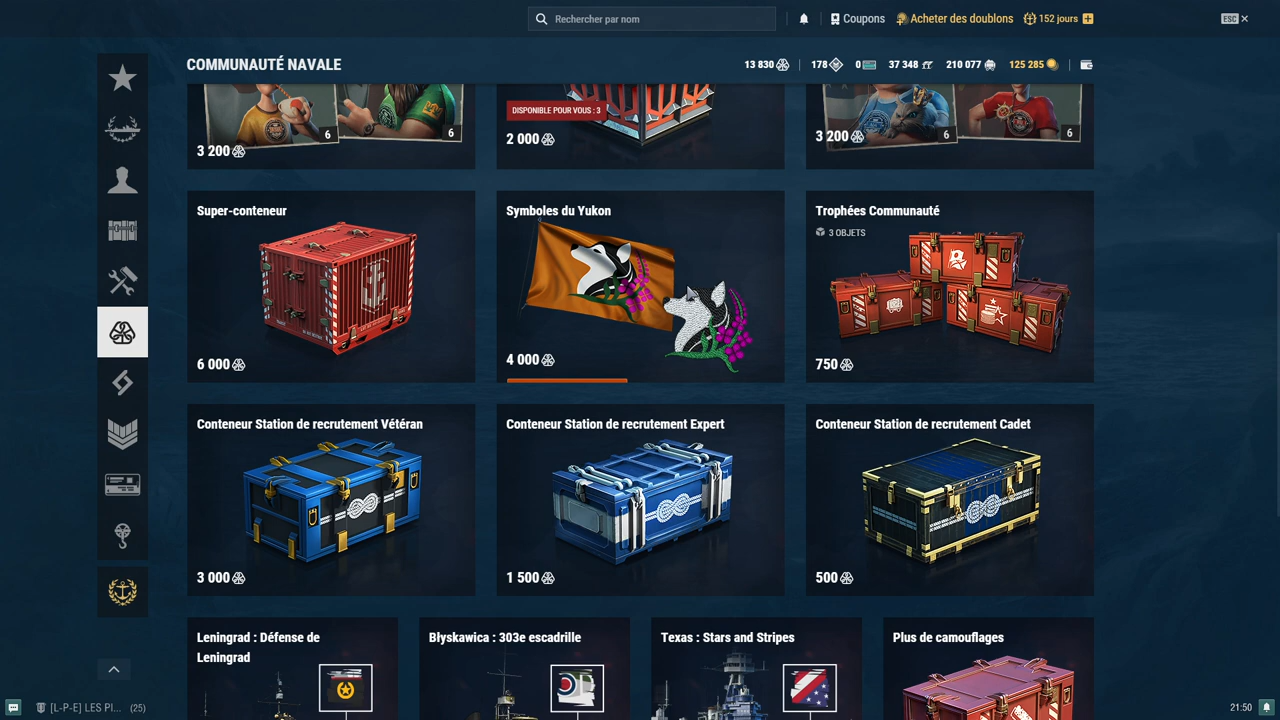 Rechercher par nom
Coupons
Acheter des doublons
152 jours
ESC
COMMUNAUTÉ NAVALE
13 830
178
0
37 348
210 077
125 285
6
6
3 200
DISPONIBLE POUR VOUS : 3
2 000
6
6
3 200
Super-conteneur
6 000
Symboles du Yukon
4 000
Trophées Communauté
3 OBJETS
750
Conteneur Station de recrutement Vétéran
3 000
Conteneur Station de recrutement Expert
1 500
Conteneur Station de recrutement Cadet
500
Leningrad : Défense de
Leningrad
Błyskawica : 303e escadrille
Texas : Stars and Stripes
Plus de camouflages
[L-P-E] LES PI... (25)
21:50